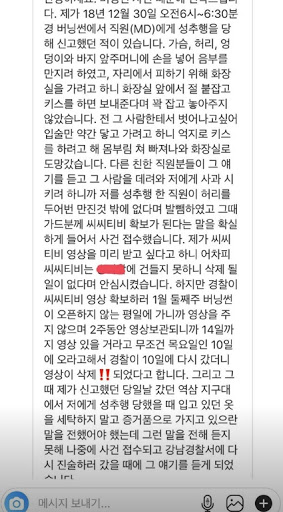 니다. 제가 18년 12월 30일 오전6시~6:30분
경 버닝썬에서 직원(MD)에게 성추행을 당
해 신고했던 적이 있습니다. 가슴, 허리, 엉
덩이와 바지 앞주머니에 손을 넣어 음부를
만지려 하였고, 자리에서 피하기 위해 화장
실을 가려고 하니 화장실 앞에서 절 붙잡고
키스를 하면 보내준다며 꽉 잡고 놓아주지
않았습니다. 전 그 사람한테서 벗어나고싶어
입술만 약간 닿고 가려고 하니 억지로 키스
를 하려고 해 몸부림 쳐 빠져나와 화장실로
도망갔습니다. 다른 친한 직원분들이 그 얘
기를 듣고 그 사람을 데려와 저에게 사과 시
키려 하니까 저를 성추행 한 직원이 허리를
두어번 만진것 밖에 없다며 발뺌하였고 그때
가드분께 씨씨티비 확보가 된다는 말을 확실
하게 들어서 사건 접수했습니다. 제가 씨씨
티비 영상을 미리 받고 싶다고 하니 어차피
씨씨티비는 에 건들지 못하니 삭제 될
일이 없다며 안심시켰습니다. 하지만 경찰이
씨씨티비 영상 확보하러 1월 둘째주 버닝썬
이 오픈하지 않는 평일에 가니까 영상을 주
지 않으며 2주동안 영상보관되니까 14일까
지 영상 있을 거라고 무조건 목요일인 10일
에 오라고해서 경찰이 10일에 다시 갔더니
영상이 삭제‼️되었다고 합니다. 그리고 그
때 제가 신고했던 당일날 갔던 역삼 지구대
에서 저에게 성추행 당했을 때 입고 있던 옷
을 세탁하지 말고 증거품으로 가지고 있으란
말을 전했어야 했는데 그런 말을 전해 듣지
못해 나중에 사건 접수되고 강남경찰서에 다
시 진술하러 갔을 때에 그 얘기를 듣게 되었
습니다.
메시지 보내기...